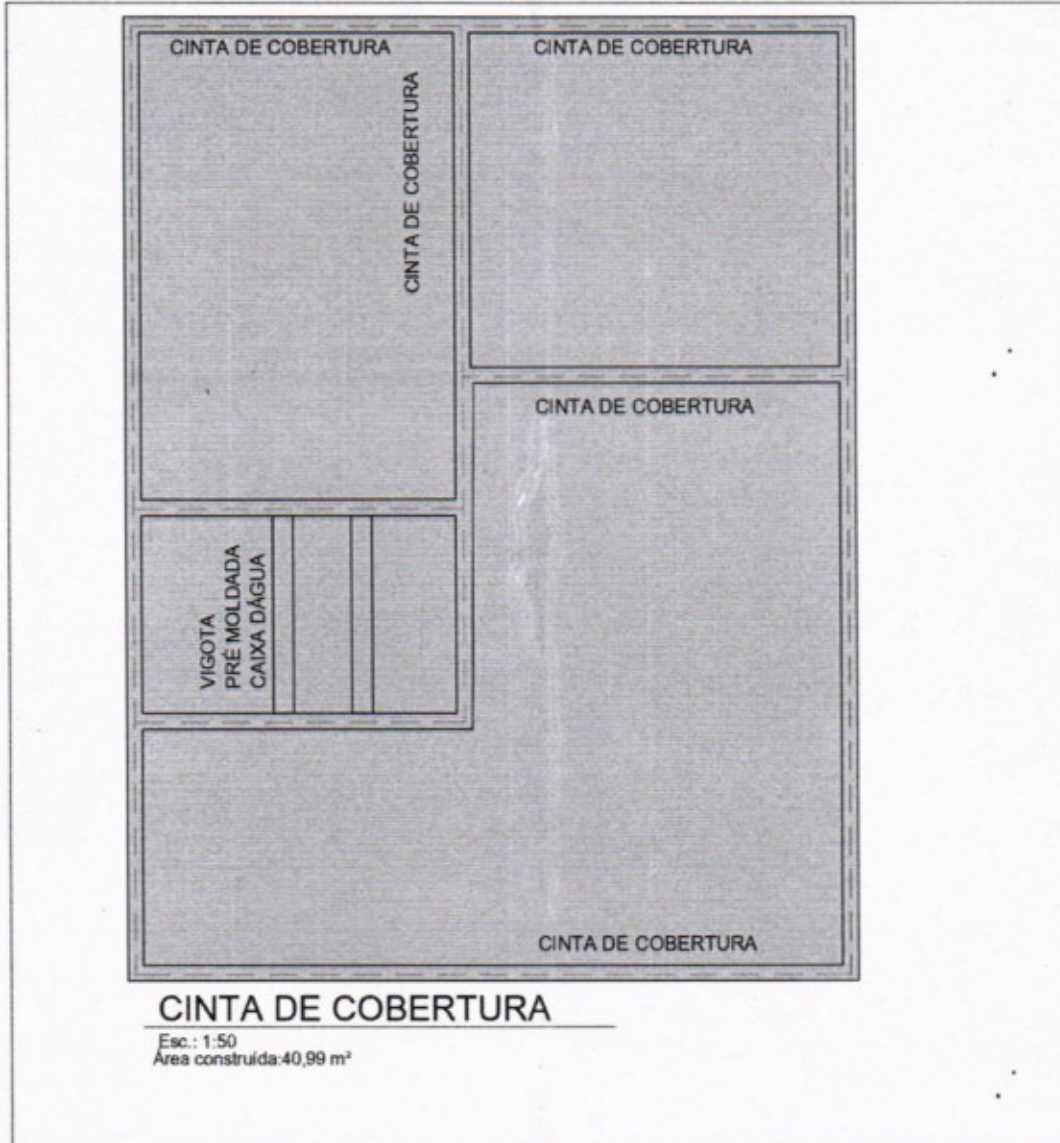 CINTA DE COBERTURA
CINTA DE COBERTURA
CINTA DE COBERTURA
CINTA DE COBERTURA
VIGOTA
PRÉ MOLDADA
CAIXA DÁGUA
CINTA DE COBERTURA
CINTA DE COBERTURA
Esc.: 1:50
Área construída:40,99 m²